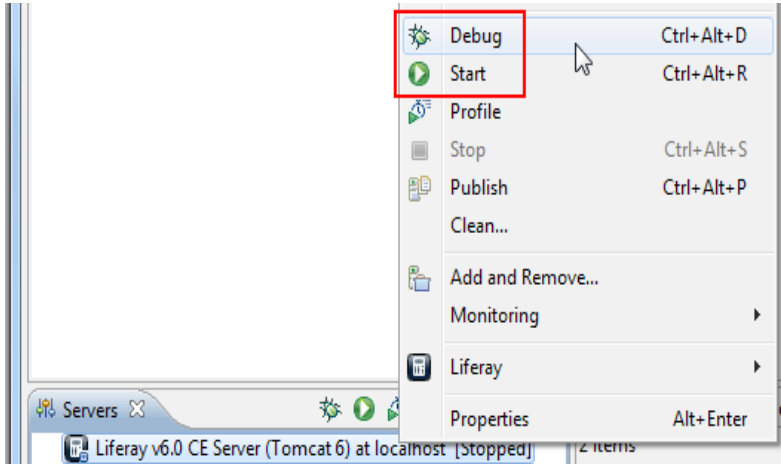 Debug Ctrl+Alt+D
Start Ctrl+Alt+R
Profile
Stop Ctrl+Alt+S
Publish Ctrl+Alt+P
Clean...
Add and Remove...
Monitoring
Liferay
Properties Alt+Enter
Servers
Liferay v6.0 CE Server (Tomcat 6) at localhost [Stopped]
2 items